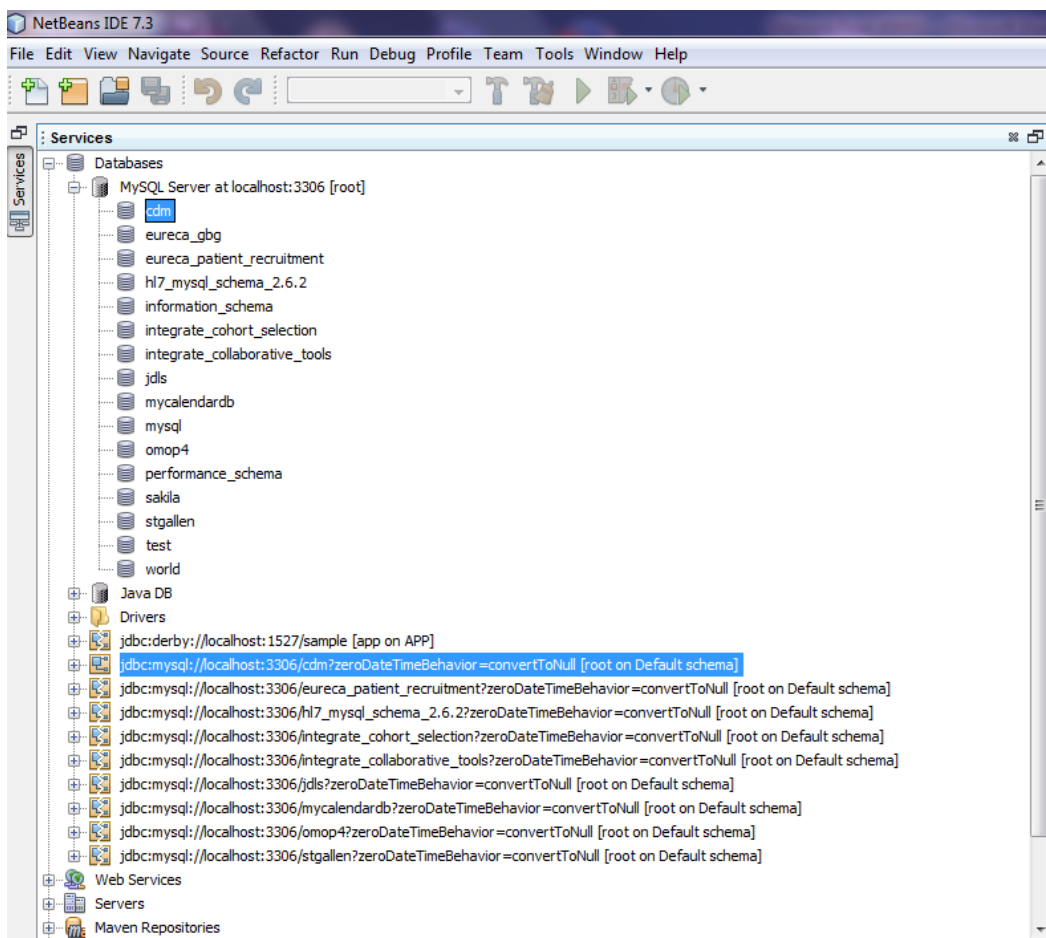 NetBeans IDE 7.3
File Edit View Navigate Source Refactor Run Debug Profile Team Tools Window Help
Services
Services
Databases
MySQL Server at localhost:3306 [root]
cdm
eureca_gbg
eureca_patient_recruitment
hl7_mysql_schema_2.6.2
information_schema
integrate_cohort_selection
integrate_collaborative_tools
jdls
mycalendardb
mysql
omop4
performance_schema
sakila
stgallen
test
world
Java DB
Drivers
jdbc:derby://localhost:1527/sample [app on APP]
jdbc:mysql://localhost:3306/cdm?zeroDateTimeBehavior=convertToNull [root on Default schema]
jdbc:mysql://localhost:3306/eureca_patient_recruitment?zeroDateTimeBehavior=convertToNull [root on Default schema]
jdbc:mysql://localhost:3306/hl7_mysql_schema_2.6.2?zeroDateTimeBehavior=convertToNull [root on Default schema]
jdbc:mysql://localhost:3306/integrate_cohort_selection?zeroDateTimeBehavior=convertToNull [root on Default schema]
jdbc:mysql://localhost:3306/integrate_collaborative_tools?zeroDateTimeBehavior=convertToNull [root on Default schema]
jdbc:mysql://localhost:3306/jdls?zeroDateTimeBehavior=convertToNull [root on Default schema]
jdbc:mysql://localhost:3306/mycalendardb?zeroDateTimeBehavior=convertToNull [root on Default schema]
jdbc:mysql://localhost:3306/omop4?zeroDateTimeBehavior=convertToNull [root on Default schema]
jdbc:mysql://localhost:3306/stgallen?zeroDateTimeBehavior=convertToNull [root on Default schema]
Web Services
Servers
Maven Repositories